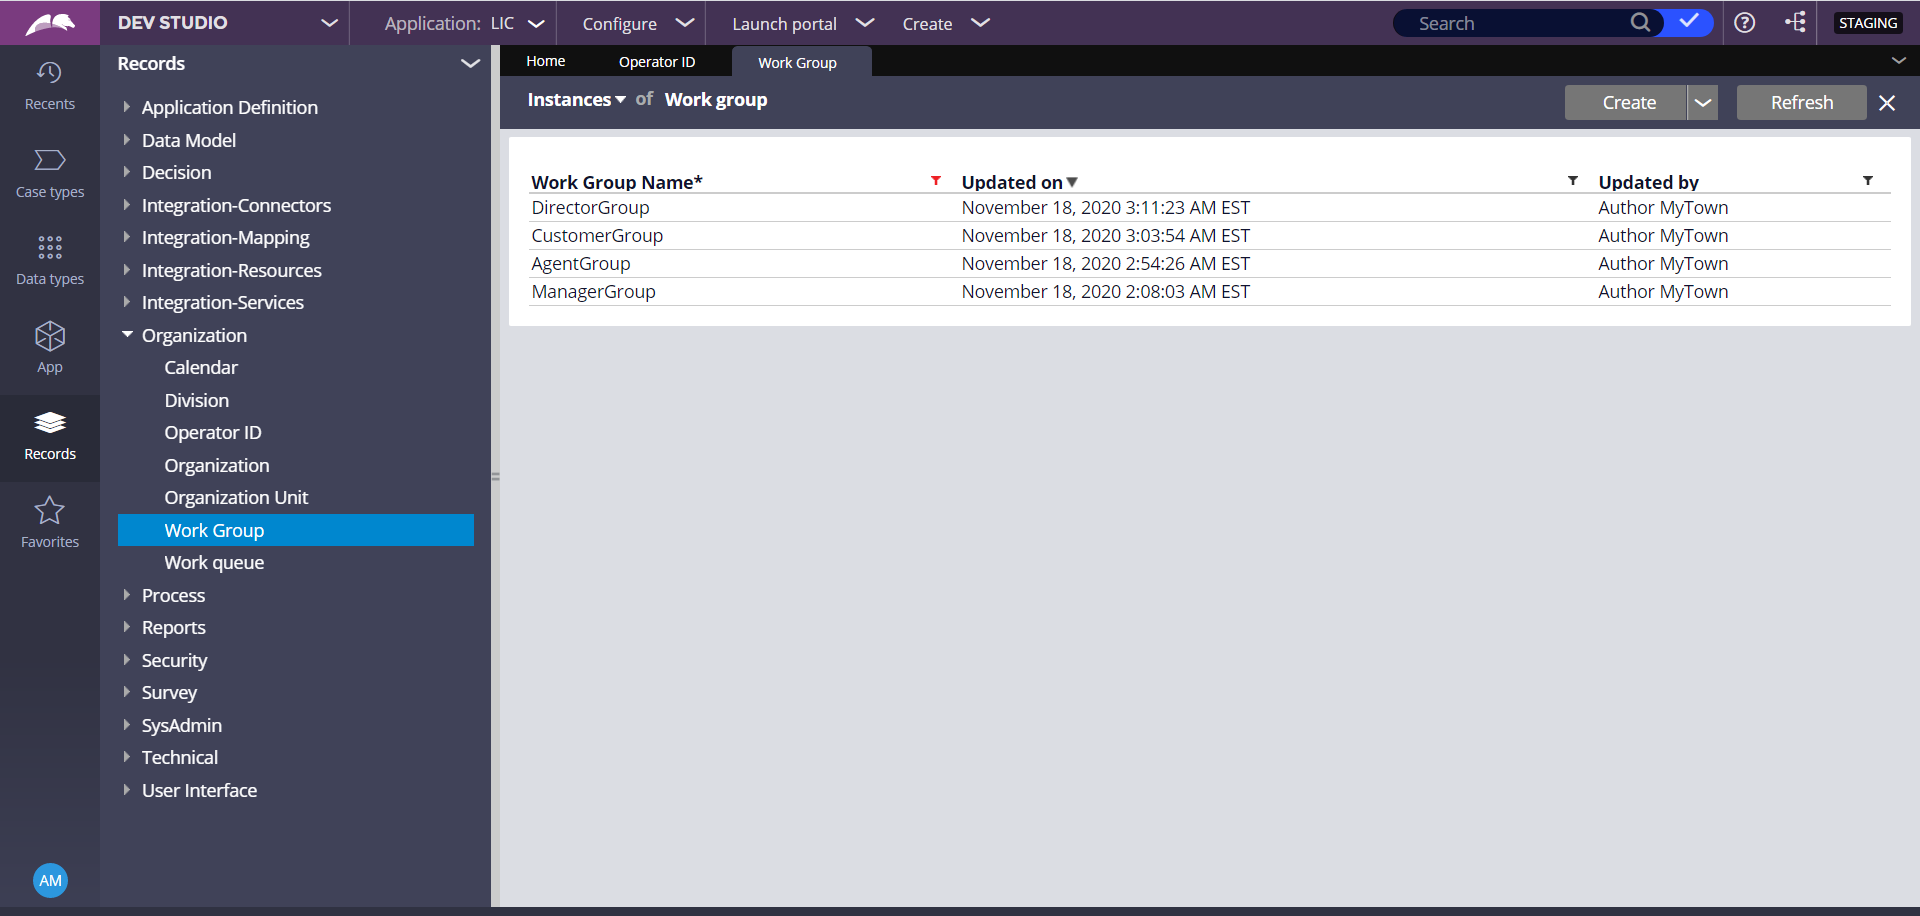 DEV STUDIO
Application: LIC
Configure
Launch portal
Create
Search
STAGING
Recents
Case types
Data types
App
Records
Favorites
AM
Records
Application Definition
Data Model
Decision
Integration-Connectors
Integration-Mapping
Integration-Resources
Integration-Services
Organization
Calendar
Division
Operator ID
Organization
Organization Unit
Work Group
Work queue
Process
Reports
Security
Survey
SysAdmin
Technical
User Interface
Home Operator ID Work Group
Instances of Work group
Create Refresh
Work Group Name* Updated on Updated by
DirectorGroup November 18, 2020 3:11:23 AM EST Author MyTown
CustomerGroup November 18, 2020 3:03:54 AM EST Author MyTown
AgentGroup November 18, 2020 2:54:26 AM EST Author MyTown
ManagerGroup November 18, 2020 2:08:03 AM EST Author MyTown